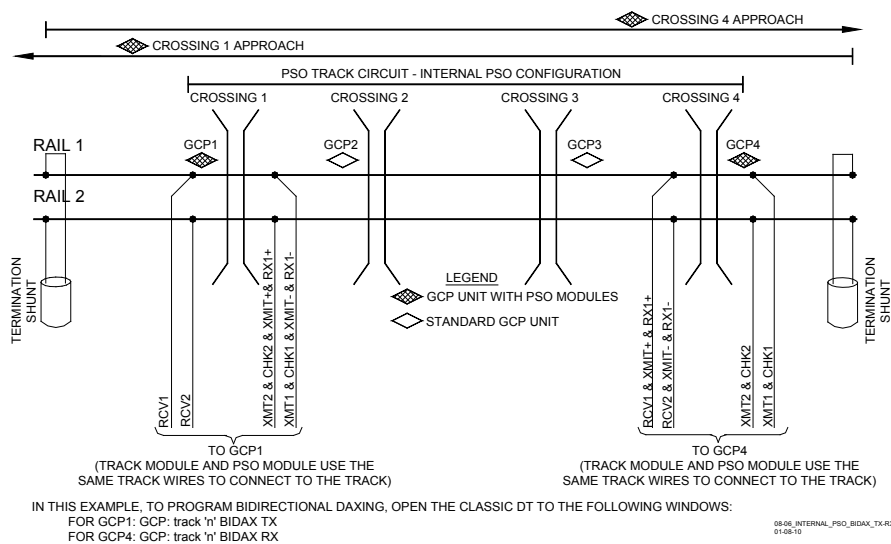 CROSSING 4 APPROACH
CROSSING 1 APPROACH
PSO TRACK CIRCUIT - INTERNAL PSO CONFIGURATION
CROSSING 1
CROSSING 2
CROSSING 3
CROSSING 4
RAIL 1
GCP1
GCP2
GCP3
GCP4
RAIL 2
TERMINATION
SHUNT
RCV1
RCV2
XMT2 & CHK2 & XMIT+& RX1+
XMT1 & CHK1 & XMIT- & RX1-
LEGEND
GCP UNIT WITH PSO MODULES
STANDARD GCP UNIT
RCV1 & XMIT+ & RX1+
RCV2 & XMIT- & RX1-
XMT2 & CHK2
XMT1 & CHK1
TERMINATION
SHUNT
TO GCP1
(TRACK MODULE AND PSO MODULE USE THE
SAME TRACK WIRES TO CONNECT TO THE TRACK)
TO GCP4
(TRACK MODULE AND PSO MODULE USE THE
SAME TRACK WIRES TO CONNECT TO THE TRACK)
IN THIS EXAMPLE, TO PROGRAM BIDIRECTIONAL DAXING, OPEN THE CLASSIC DT TO THE FOLLOWING WINDOWS:
FOR GCP1: GCP: track 'n' BIDAX TX
FOR GCP4: GCP: track 'n' BIDAX RX
01-08-10